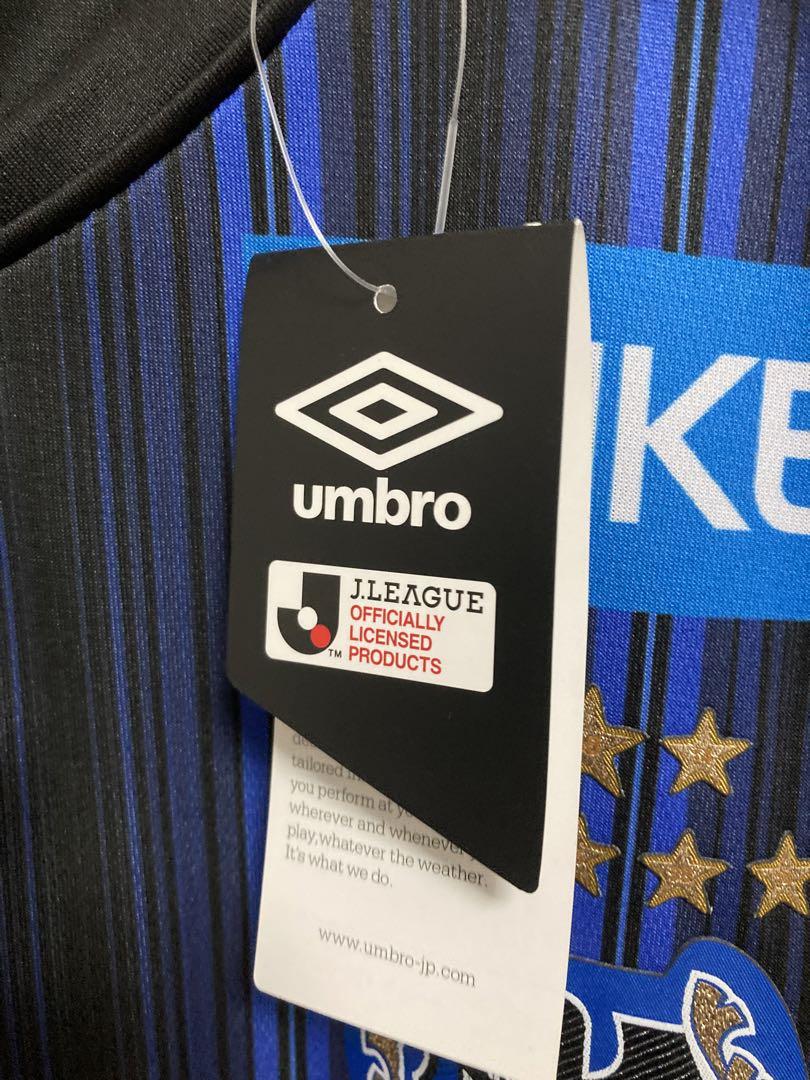 umbro
J.LEAGUE
OFFICIALLY
LICENSED
PRODUCTS
TM
KE
tailored
you perform at
wherever and whenever
play,whatever the weather.
It's what we do.
www.umbro-jp.com